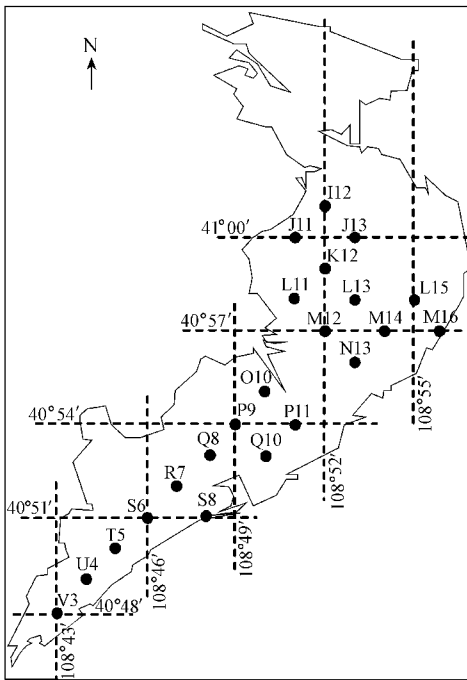 N
I12
41°00′
J11
J13
K12
L11
L13
L15
40°57′
M12
M14
M16
N13
O10
108°55′
40°54′
P9
P11
Q8
Q10
108°52′
R7
40°51′
S6
S8
108°49′
T5
U4
108°46′
V3
40°48′
108°43′